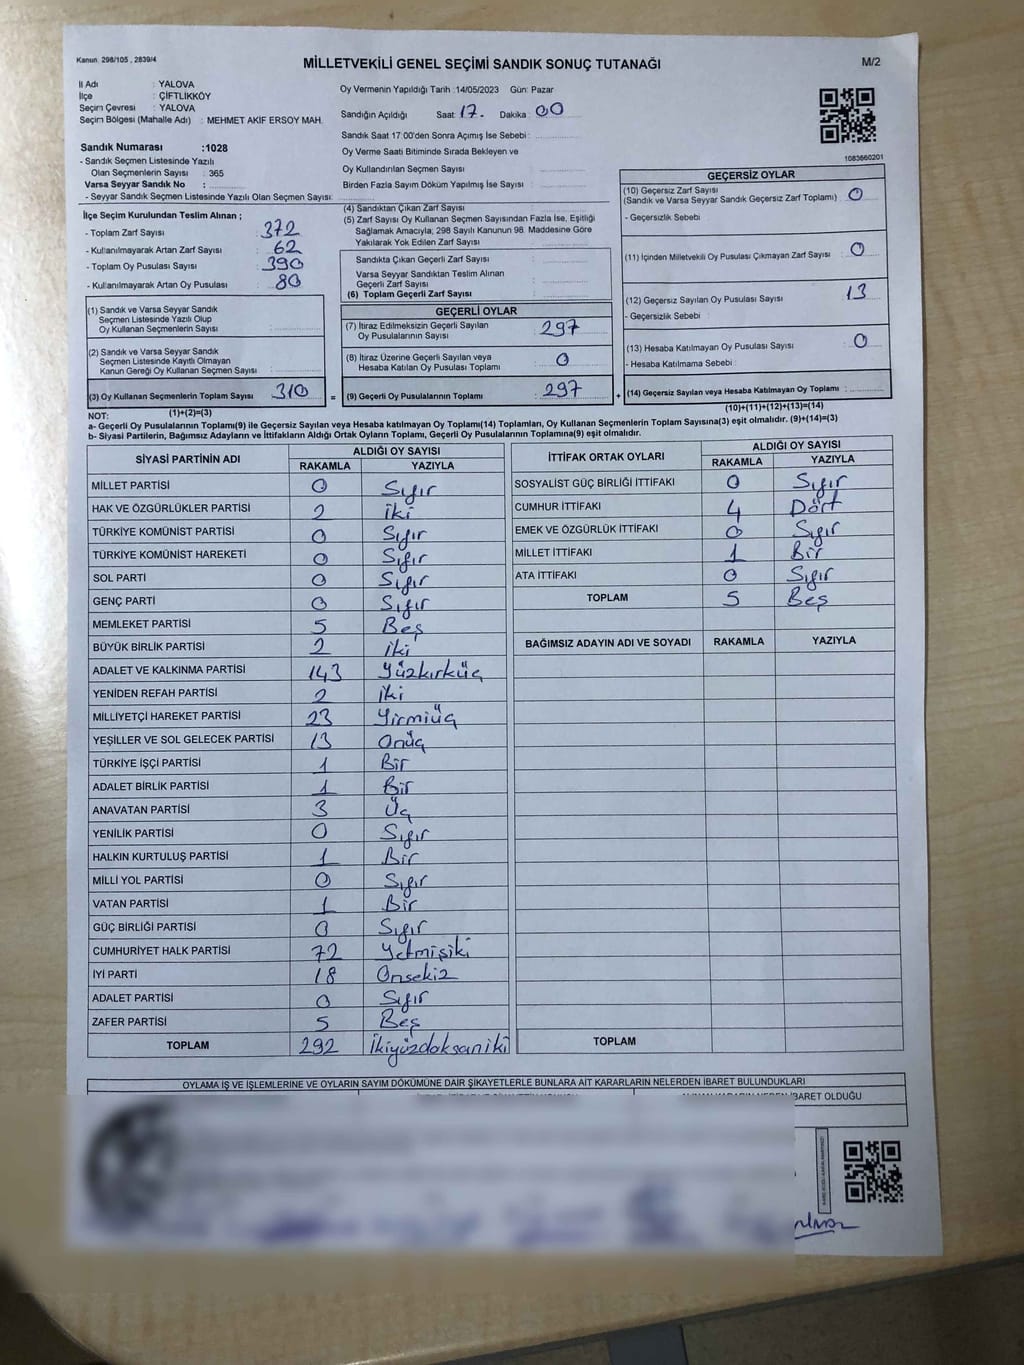 Kanun. 298/105 , 2839/4
MİLLETVEKİLİ GENEL SEÇİMİ SANDIK SONUÇ TUTANAĞI
M/2
İl Adı : YALOVA
İlçe : ÇİFTLİKKÖY
Seçim Çevresi : YALOVA
Seçim Bölgesi (Mahalle Adı) : MEHMET AKİF ERSOY MAH.
Oy Vermenin Yapıldığı Tarih :14/05/2023 Gün: Pazar
Sandığın Açıldığı Saat 17. Dakika 00
Sandık Saat 17:00'den Sonra Açımış İse Sebebi :
Oy Verme Saati Bitiminde Sırada Bekleyen ve
Oy Kullandırılan Seçmen Sayısı :
Birden Fazla Sayım Döküm Yapılmış İse Sayısı :
1083660201
Sandık Numarası :1028
- Sandık Seçmen Listesinde Yazılı
Olan Seçmenlerin Sayısı : 365
Varsa Seyyar Sandık No :
- Seyyar Sandık Seçmen Listesinde Yazılı Olan Seçmen Sayısı:
İlçe Seçim Kurulundan Teslim Alınan ;
- Toplam Zarf Sayısı : 372
- Kullanılmayarak Artan Zarf Sayısı : 62
- Toplam Oy Pusulası Sayısı : 390
- Kullanılmayarak Artan Oy Pusulası : 80
(1) Sandık ve Varsa Seyyar Sandık
Seçmen Listesinde Yazılı Olup
Oy Kullanan Seçmenlerin Sayısı :
(2) Sandık ve Varsa Seyyar Sandık
Seçmen Listesinde Kayıtlı Olmayan
Kanun Gereği Oy Kullanan Seçmen Sayısı :
(3) Oy Kullanan Seçmenlerin Toplam Sayısı : 310
(1)+(2)=(3)
(4) Sandıktan Çıkan Zarf Sayısı :
(5) Zarf Sayısı Oy Kullanan Seçmen Sayısından Fazla İse, Eşitliği
Sağlamak Amacıyla; 298 Sayılı Kanunun 98. Maddesine Göre
Yakılarak Yok Edilen Zarf Sayısı :
Sandıkta Çıkan Geçerli Zarf Sayısı :
Varsa Seyyar Sandıktan Teslim Alınan
Geçerli Zarf Sayısı :
(6) Toplam Geçerli Zarf Sayısı :
GEÇERLİ OYLAR
(7) İtiraz Edilmeksizin Geçerli Sayılan
Oy Pusulalarının Sayısı : 297
(8) İtiraz Üzerine Geçerli Sayılan veya
Hesaba Katılan Oy Pusulası Toplamı : 0
= (9) Geçerli Oy Pusulalarının Toplamı : 297 +
GEÇERSİZ OYLAR
(10) Geçersiz Zarf Sayısı
(Sandık ve Varsa Seyyar Sandık Geçersiz Zarf Toplamı) : 0
- Geçersizlik Sebebi
(11) İçinden Milletvekili Oy Pusulası Çıkmayan Zarf Sayısı : 0
(12) Geçersiz Sayılan Oy Pusulası Sayısı : 13
- Geçersizlik Sebebi :
(13) Hesaba Katılmayan Oy Pusulası Sayısı : 0
- Hesaba Katılmama Sebebi :
(14) Geçersiz Sayılan veya Hesaba Katılmayan Oy Toplamı :
(10)+(11)+(12)+(13)=(14)
NOT:
a- Geçerli Oy Pusulalarının Toplamı(9) ile Geçersiz Sayılan veya Hesaba katılmayan Oy Toplamı(14) Toplamları, Oy Kullanan Seçmenlerin Toplam Sayısına(3) eşit olmalıdır. (9)+(14)=(3)
b- Siyasi Partilerin, Bağımsız Adayların ve İttifakların Aldığı Ortak Oyların Toplamı, Geçerli Oy Pusulalarının Toplamına(9) eşit olmalıdır.
SİYASİ PARTİNİN ADI
ALDIĞI OY SAYISI
RAKAMLA YAZIYLA
MİLLET PARTİSİ 0 Sıfır
HAK VE ÖZGÜRLÜKLER PARTİSİ 2 İki
TÜRKİYE KOMÜNİST PARTİSİ 0 Sıfır
TÜRKİYE KOMÜNİST HAREKETİ 0 Sıfır
SOL PARTİ 0 Sıfır
GENÇ PARTİ 0 Sıfır
MEMLEKET PARTİSİ 5 Beş
BÜYÜK BİRLİK PARTİSİ 2 İki
ADALET VE KALKINMA PARTİSİ 143 Yüzkırküç
YENİDEN REFAH PARTİSİ 2 İki
MİLLİYETÇİ HAREKET PARTİSİ 23 Yirmiüç
YEŞİLLER VE SOL GELECEK PARTİSİ 13 Onüç
TÜRKİYE İŞÇİ PARTİSİ 1 Bir
ADALET BİRLİK PARTİSİ 1 Bir
ANAVATAN PARTİSİ 3 Üç
YENİLİK PARTİSİ 0 Sıfır
HALKIN KURTULUŞ PARTİSİ 1 Bir
MİLLİ YOL PARTİSİ 0 Sıfır
VATAN PARTİSİ 1 Bir
GÜÇ BİRLİĞİ PARTİSİ 0 Sıfır
CUMHURİYET HALK PARTİSİ 72 Yetmişiki
İYİ PARTİ 18 Onsekiz
ADALET PARTİSİ 0 Sıfır
ZAFER PARTİSİ 5 Beş
TOPLAM 292 İkiyüzdoksaniki
İTTİFAK ORTAK OYLARI
ALDIĞI OY SAYISI
RAKAMLA YAZIYLA
SOSYALİST GÜÇ BİRLİĞİ İTTİFAKI 0 Sıfır
CUMHUR İTTİFAKI 4 Dört
EMEK VE ÖZGÜRLÜK İTTİFAKI 0 Sıfır
MİLLET İTTİFAKI 1 Bir
ATA İTTİFAKI 0 Sıfır
TOPLAM 5 Beş
BAĞIMSIZ ADAYIN ADI VE SOYADI RAKAMLA YAZIYLA
TOPLAM
OYLAMA İŞ VE İŞLEMLERİNE VE OYLARIN SAYIM DÖKÜMÜNE DAİR ŞİKAYETLERLE BUNLARA AİT KARARLARIN NELERDEN İBARET BULUNDUKLARI
İBARET OLDUĞU